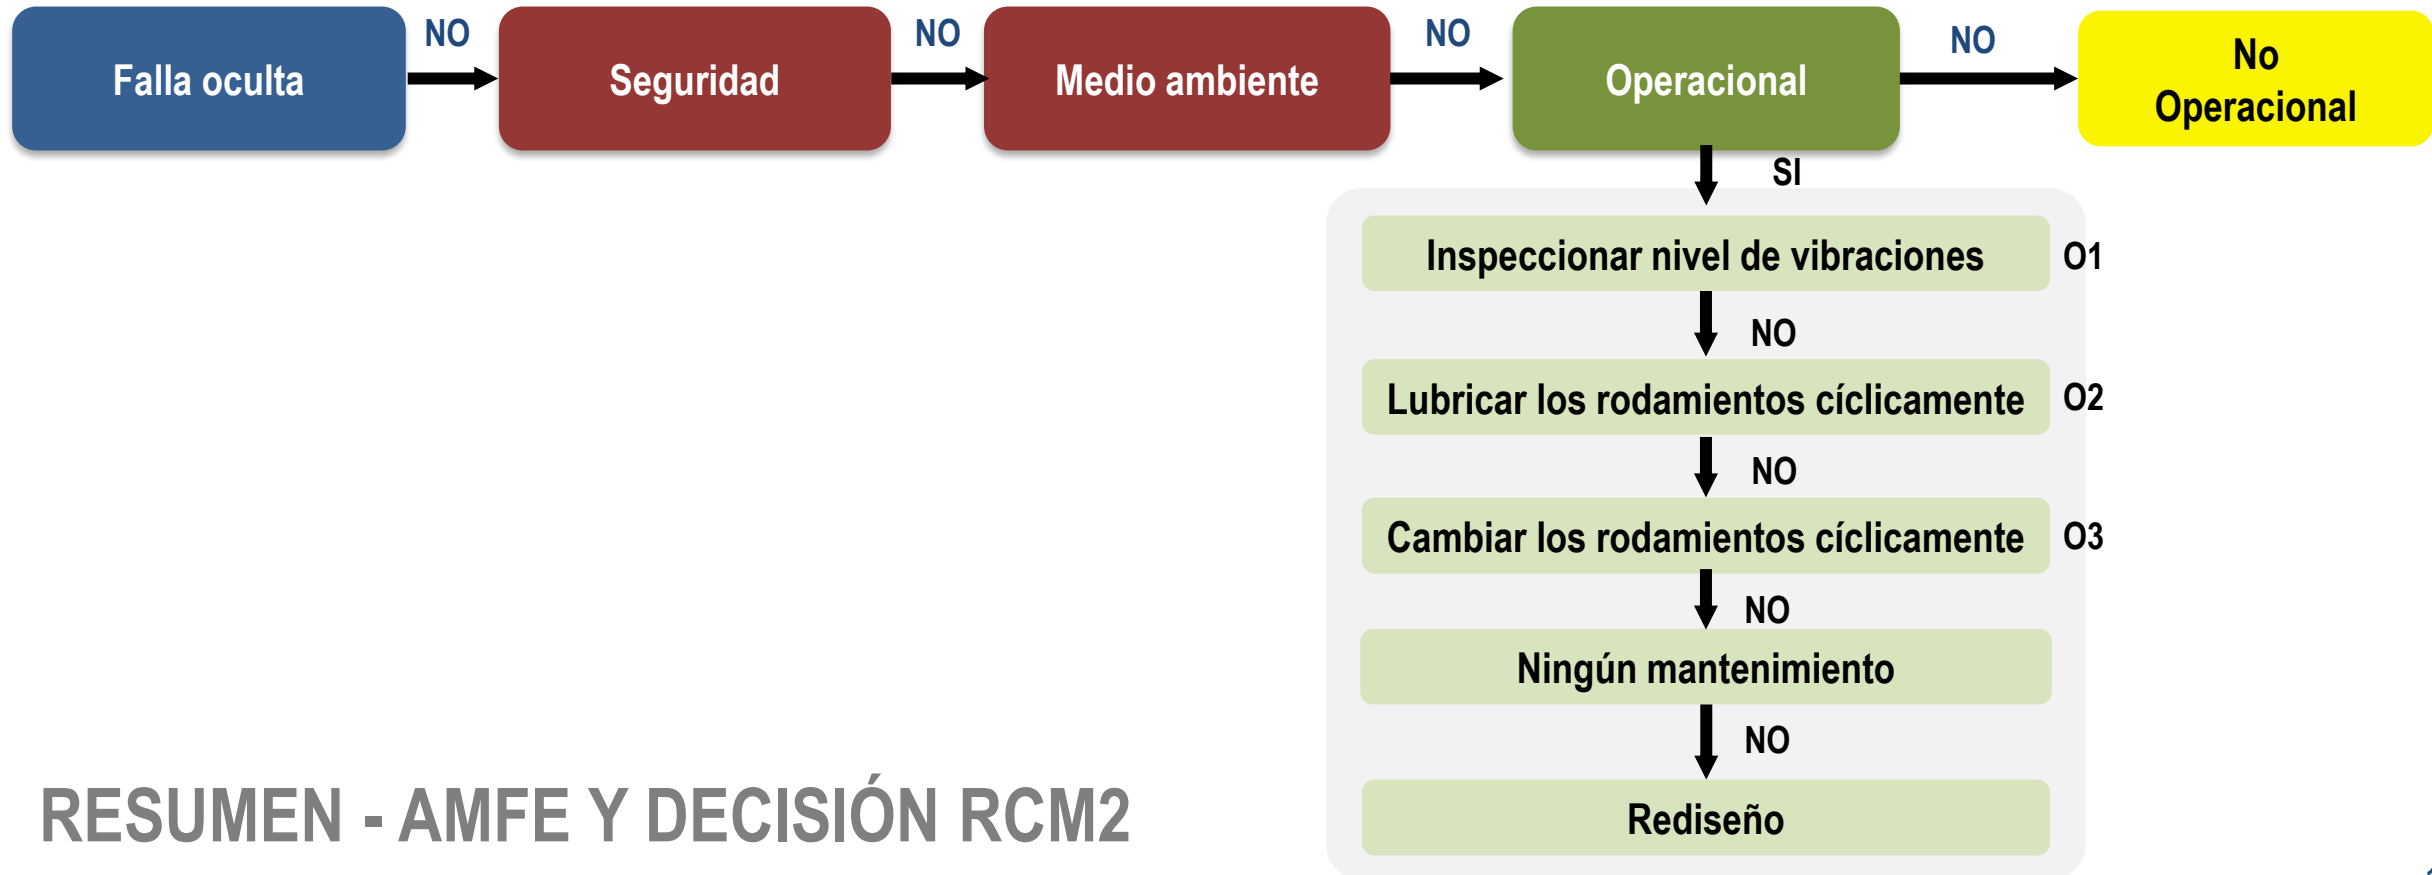 Falla oculta
NO
Seguridad
NO
Medio ambiente
NO
Operacional
NO
No
Operacional
SI
Inspeccionar nivel de vibraciones
O1
NO
Lubricar los rodamientos cíclicamente
O2
NO
Cambiar los rodamientos cíclicamente
O3
NO
Ningún mantenimiento
NO
Rediseño
RESUMEN - AMFE Y DECISIÓN RCM2